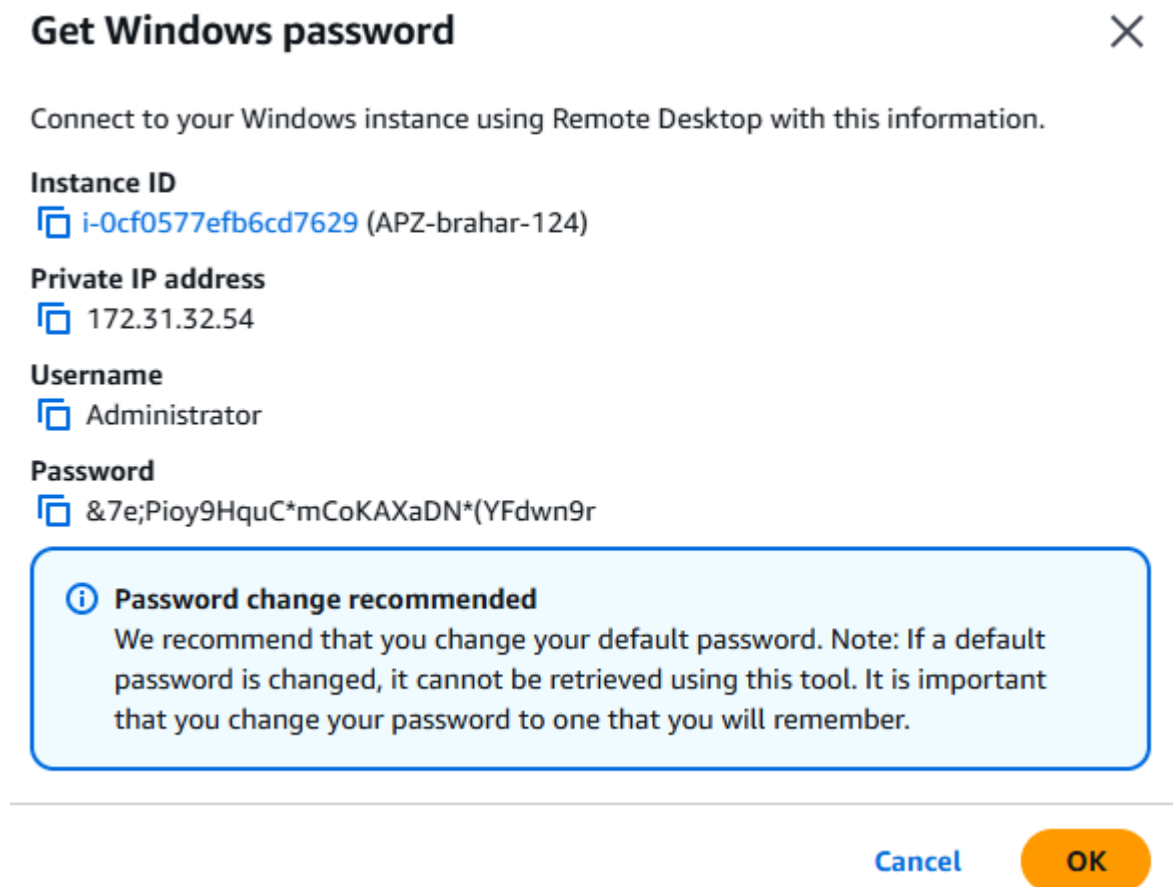 Get Windows password
Connect to your Windows instance using Remote Desktop with this information.
Instance ID
i-0cf0577efb6cd7629 (APZ-brahar-124)
Private IP address
172.31.32.54
Username
Administrator
Password
&7e;Pioy9HquC*mCoKAXaDN*(YFdwn9r
Password change recommended
We recommend that you change your default password. Note: If a default
password is changed, it cannot be retrieved using this tool. It is important
that you change your password to one that you will remember.
Cancel
OK